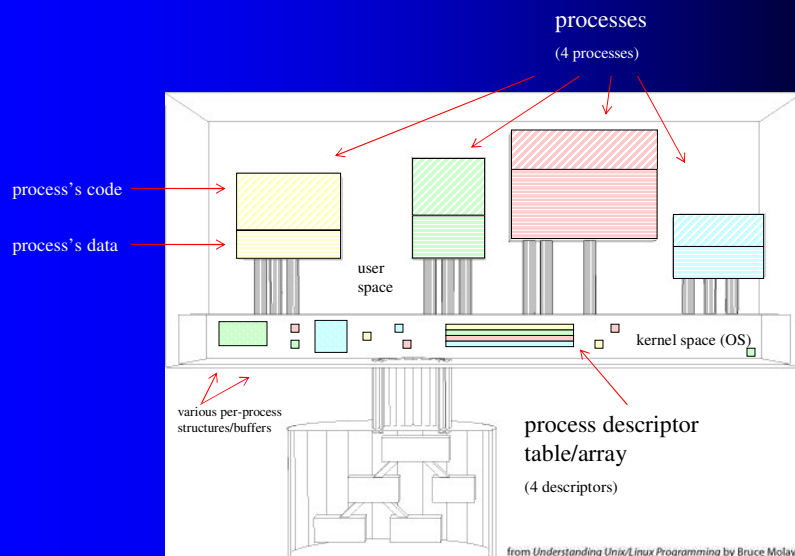 processes
(4 processes)
process's code
process's data
user
space
kernel space (OS)
various per-process
structures/buffers
process descriptor
table/array
(4 descriptors)
from Understanding Unix/Linux Programming by Bruce Molay